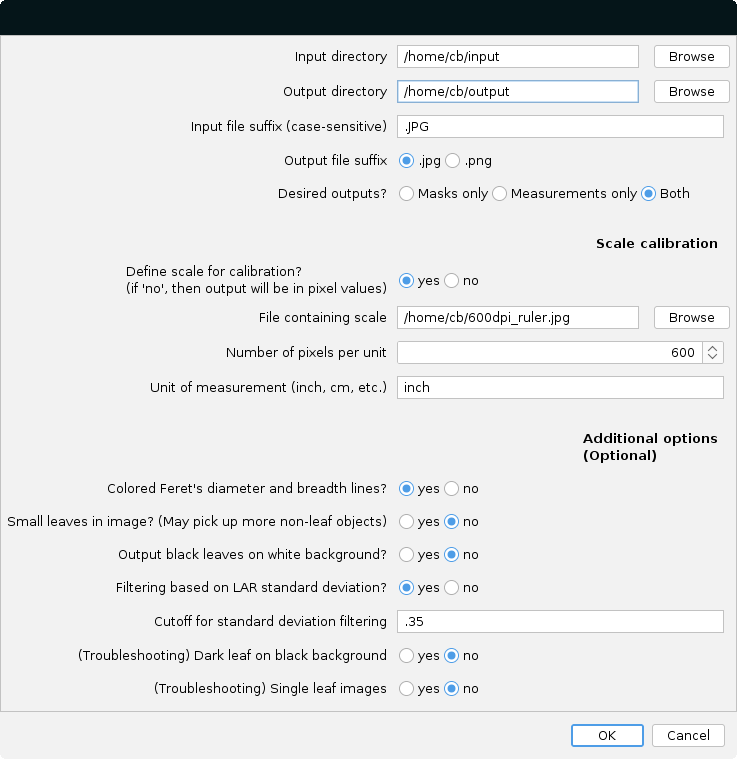 Input directory /home/cb/input Browse
Output directory /home/cb/output Browse
Input file suffix (case-sensitive) .JPG
Output file suffix .jpg .png
Desired outputs? Masks only Measurements only Both
Scale calibration
Define scale for calibration?
(if 'no', then output will be in pixel values) yes no
File containing scale /home/cb/600dpi_ruler.jpg Browse
Number of pixels per unit 600
Unit of measurement (inch, cm, etc.) inch
Additional options
(Optional)
Colored Feret's diameter and breadth lines? yes no
Small leaves in image? (May pick up more non-leaf objects) yes no
Output black leaves on white background? yes no
Filtering based on LAR standard deviation? yes no
Cutoff for standard deviation filtering .35
(Troubleshooting) Dark leaf on black background yes no
(Troubleshooting) Single leaf images yes no
OK Cancel